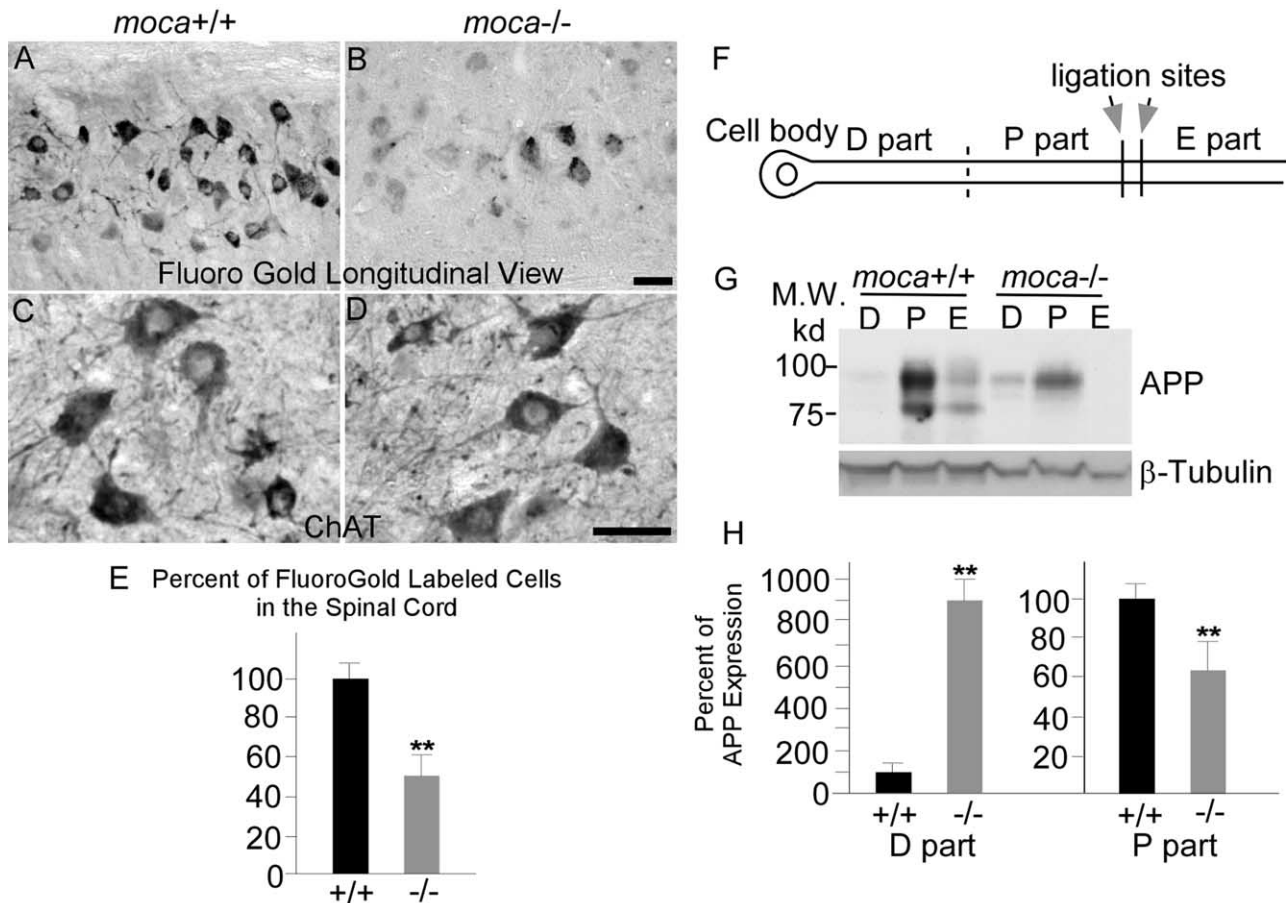 moca+/+ moca-/-
A B
Fluoro Gold Longitudinal View
C D
ChAT
E Percent of FluoroGold Labeled Cells
in the Spinal Cord
100
80
60
40
20
0
**
+/+ -/-
F
ligation sites
Cell body D part P part E part
G
M.W.
kd
moca+/+ moca-/-
D P E D P E
100
75
APP
β-Tubulin
H
Percent of
APP Expression
1000
800
600
400
200
0
**
+/+ -/-
D part
100
80
60
40
20
**
+/+ -/-
P part